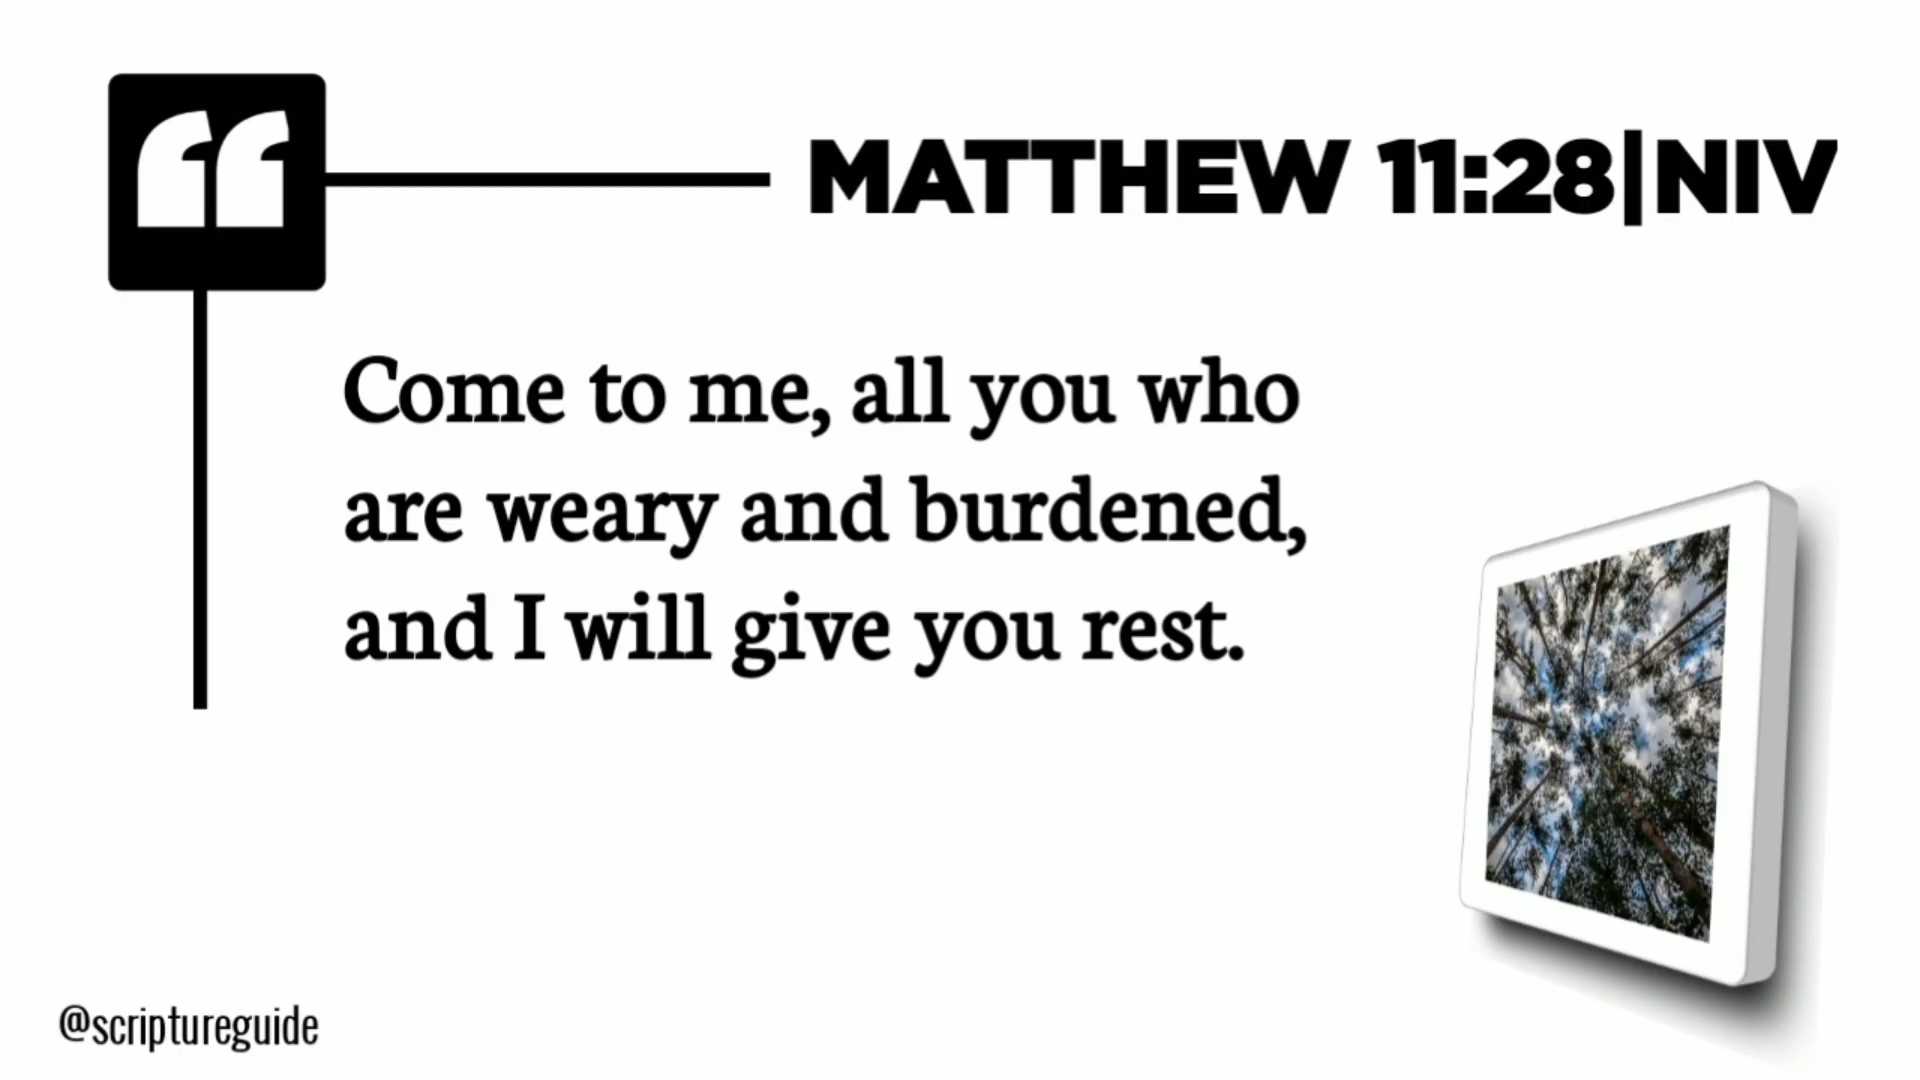 MATTHEW 11:28|NIV
Come to me, all you who
are weary and burdened,
and I will give you rest.
@scriptureguide